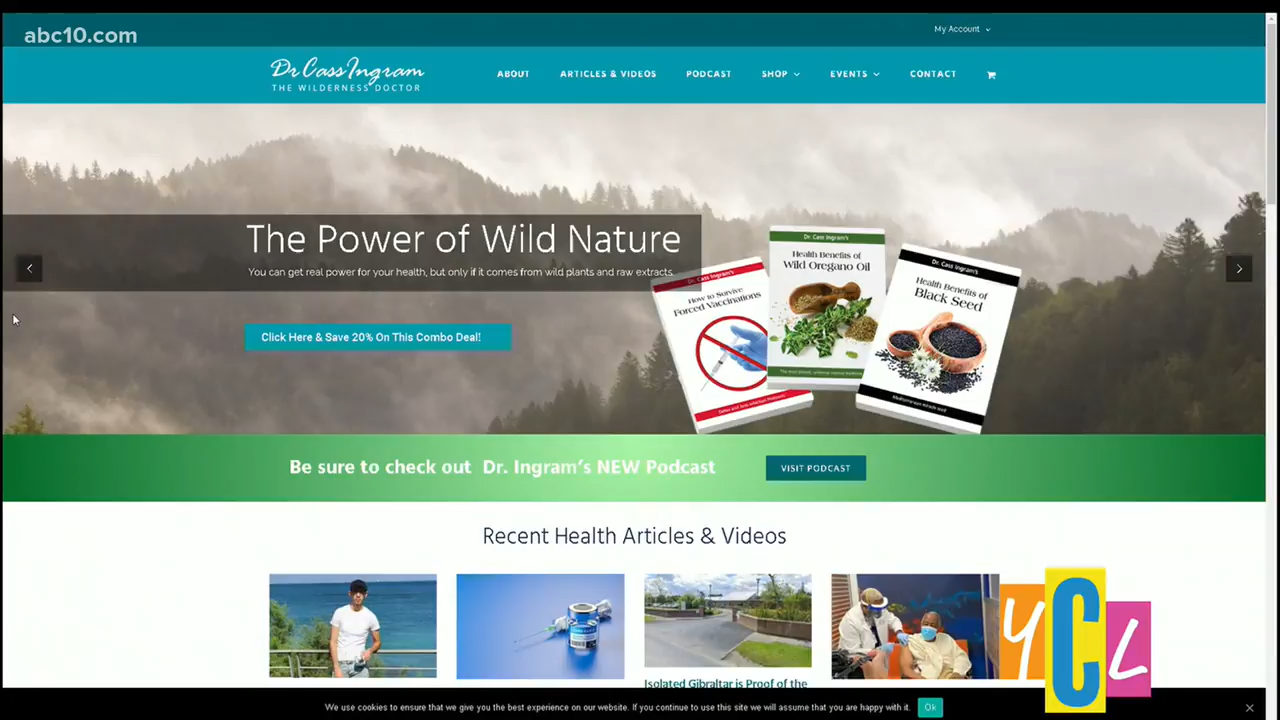 abc10.com
My Account
Dr Cass Ingram
THE WILDERNESS DOCTOR
ABOUT
ARTICLES & VIDEOS
PODCAST
SHOP
EVENTS
CONTACT
The Power of Wild Nature
You can get real power for your health, but only if it comes from wild plants and raw extracts.
Click Here & Save 20% On This Combo Deal!
Dr. Cass Ingram's
How to Survive
Forced Vaccinations
Dr. Cass Ingram's
Health Benefits of
Wild Oregano Oil
Dr. Cass Ingram's
Health Benefits of
Black Seed
Be sure to check out Dr. Ingram's NEW Podcast
VISIT PODCAST
Recent Health Articles & Videos
Isolated Gibraltar is Proof of the
YCL
We use cookies to ensure that we give you the best experience on our website. If you continue to use this site we will assume that you are happy with it.
Ok